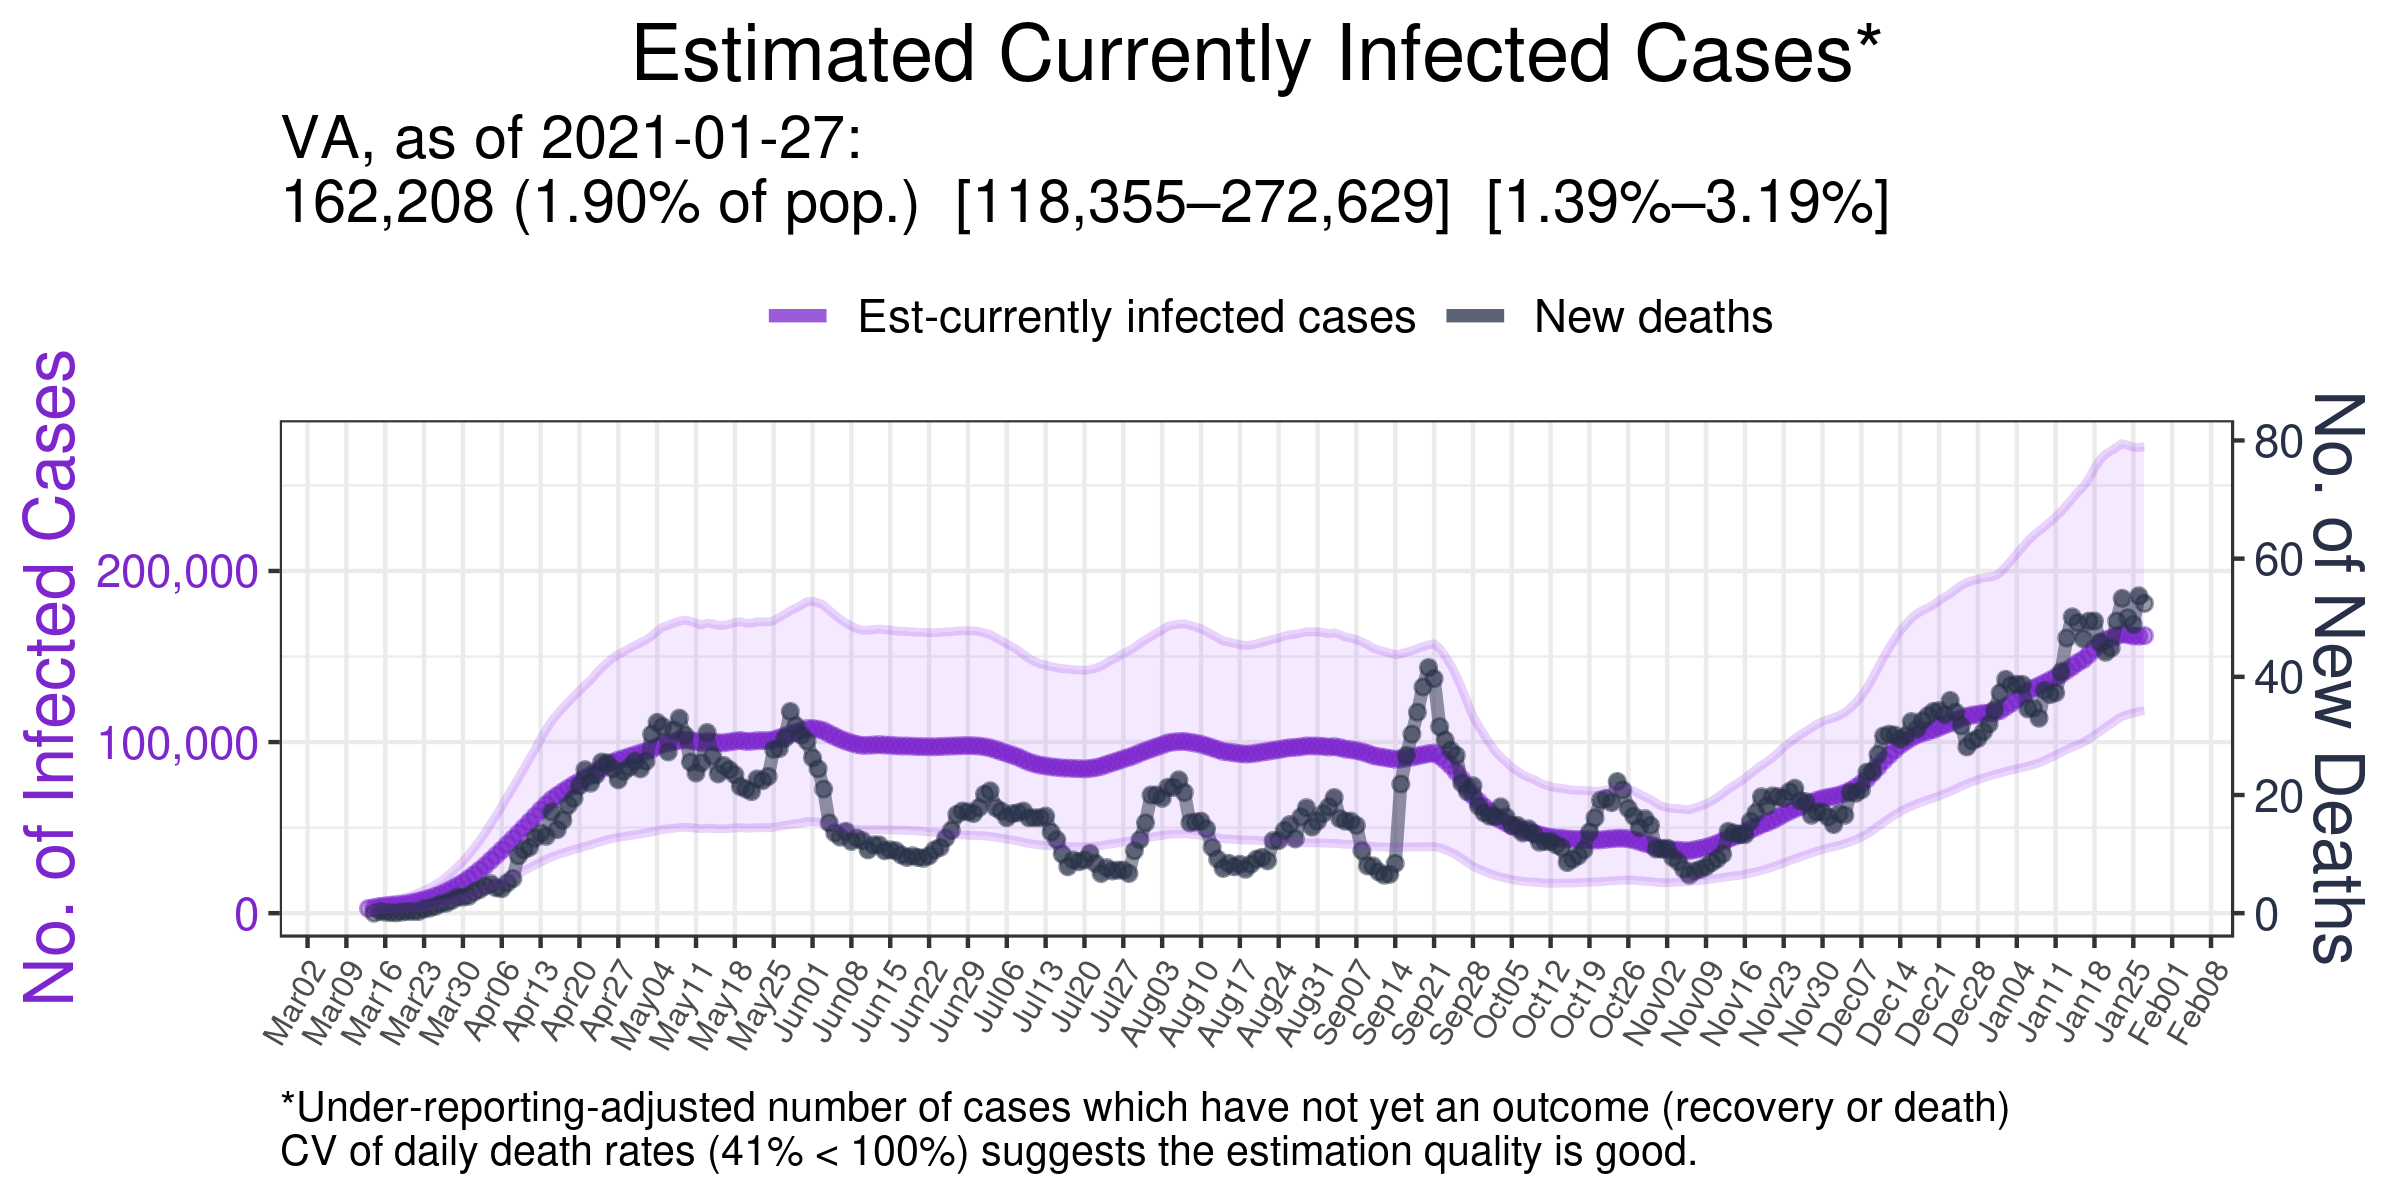 Estimated Currently Infected Cases*
VA, as of 2021-01-27:
162,208 (1.90% of pop.)  [118,355–272,629]  [1.39%–3.19%]
Est-currently infected cases
New deaths
No. of Infected Cases
200,000
100,000
0
80
60
40
20
0
No. of New Deaths
Mar02
Mar09
Mar16
Mar23
Mar30
Apr06
Apr13
Apr20
Apr27
May04
May11
May18
May25
Jun01
Jun08
Jun15
Jun22
Jun29
Jul06
Jul13
Jul20
Jul27
Aug03
Aug10
Aug17
Aug24
Aug31
Sep07
Sep14
Sep21
Sep28
Oct05
Oct12
Oct19
Oct26
Nov02
Nov09
Nov16
Nov23
Nov30
Dec07
Dec14
Dec21
Dec28
Jan04
Jan11
Jan18
Jan25
Feb01
Feb08
*Under-reporting-adjusted number of cases which have not yet an outcome (recovery or death)
CV of daily death rates (41% < 100%) suggests the estimation quality is good.